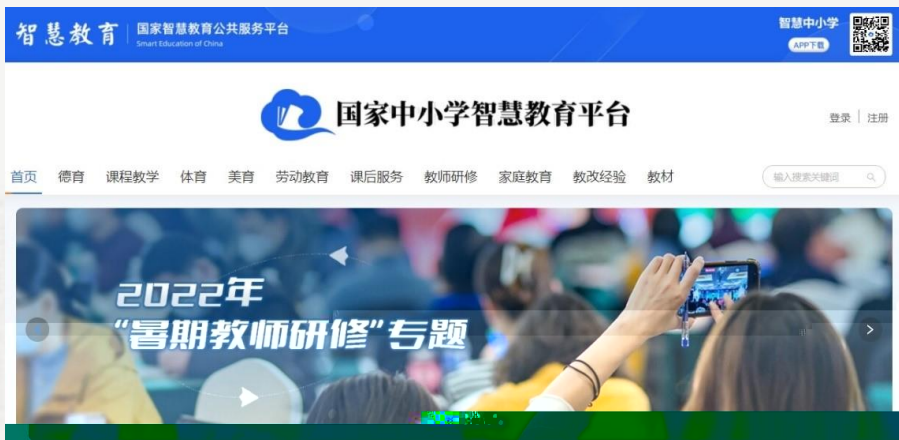 智慧教育
国家智慧教育公共服务平台
Smart Education of China
智慧中小学
APP下载
国家中小学智慧教育平台
登录 | 注册
首页 德育 课程教学 体育 美育 劳动教育 课后服务 教师研修 家庭教育 教改经验 教材
输入搜索关键词
2022年
“暑期教师研修”专题